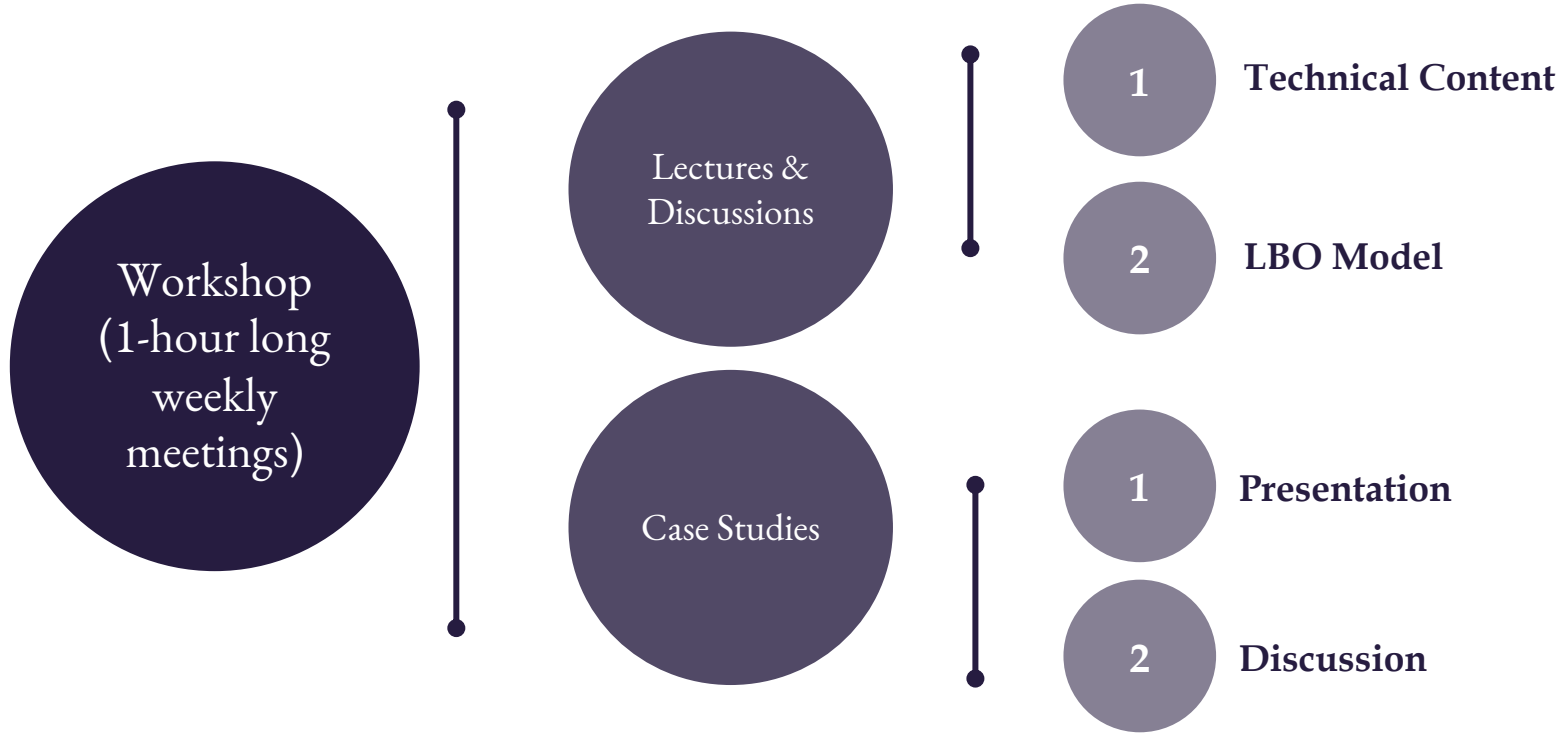 Workshop
(1-hour long
weekly
meetings)
Lectures &
Discussions
1
Technical Content
2
LBO Model
Case Studies
1
Presentation
2
Discussion